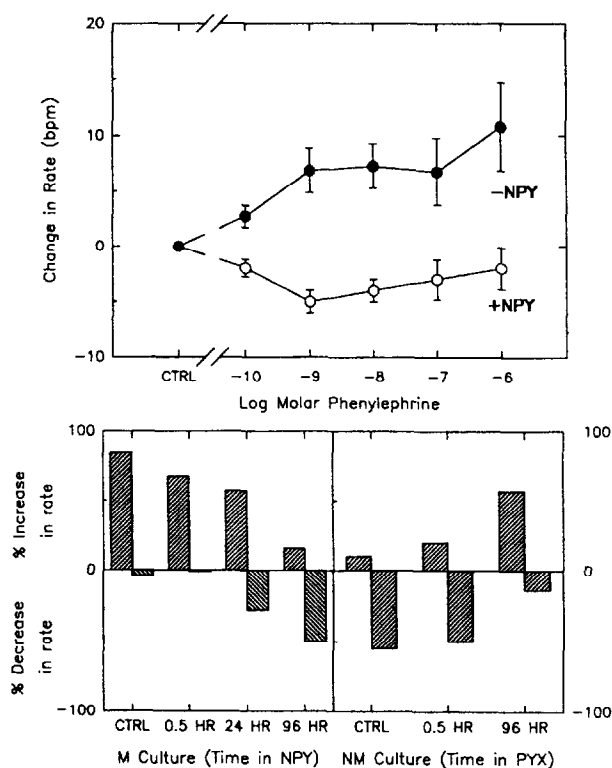 20
10
0
−10
Change in Rate (bpm)
−NPY
+NPY
CTRL −10 −9 −8 −7 −6
Log Molar Phenylephrine
100
0
−100
% Increase
in rate
% Decrease
in rate
100
0
−100
CTRL 0.5 HR 24 HR 96 HR CTRL 0.5 HR 96 HR
M Culture (Time in NPY) NM Culture (Time in PYX)